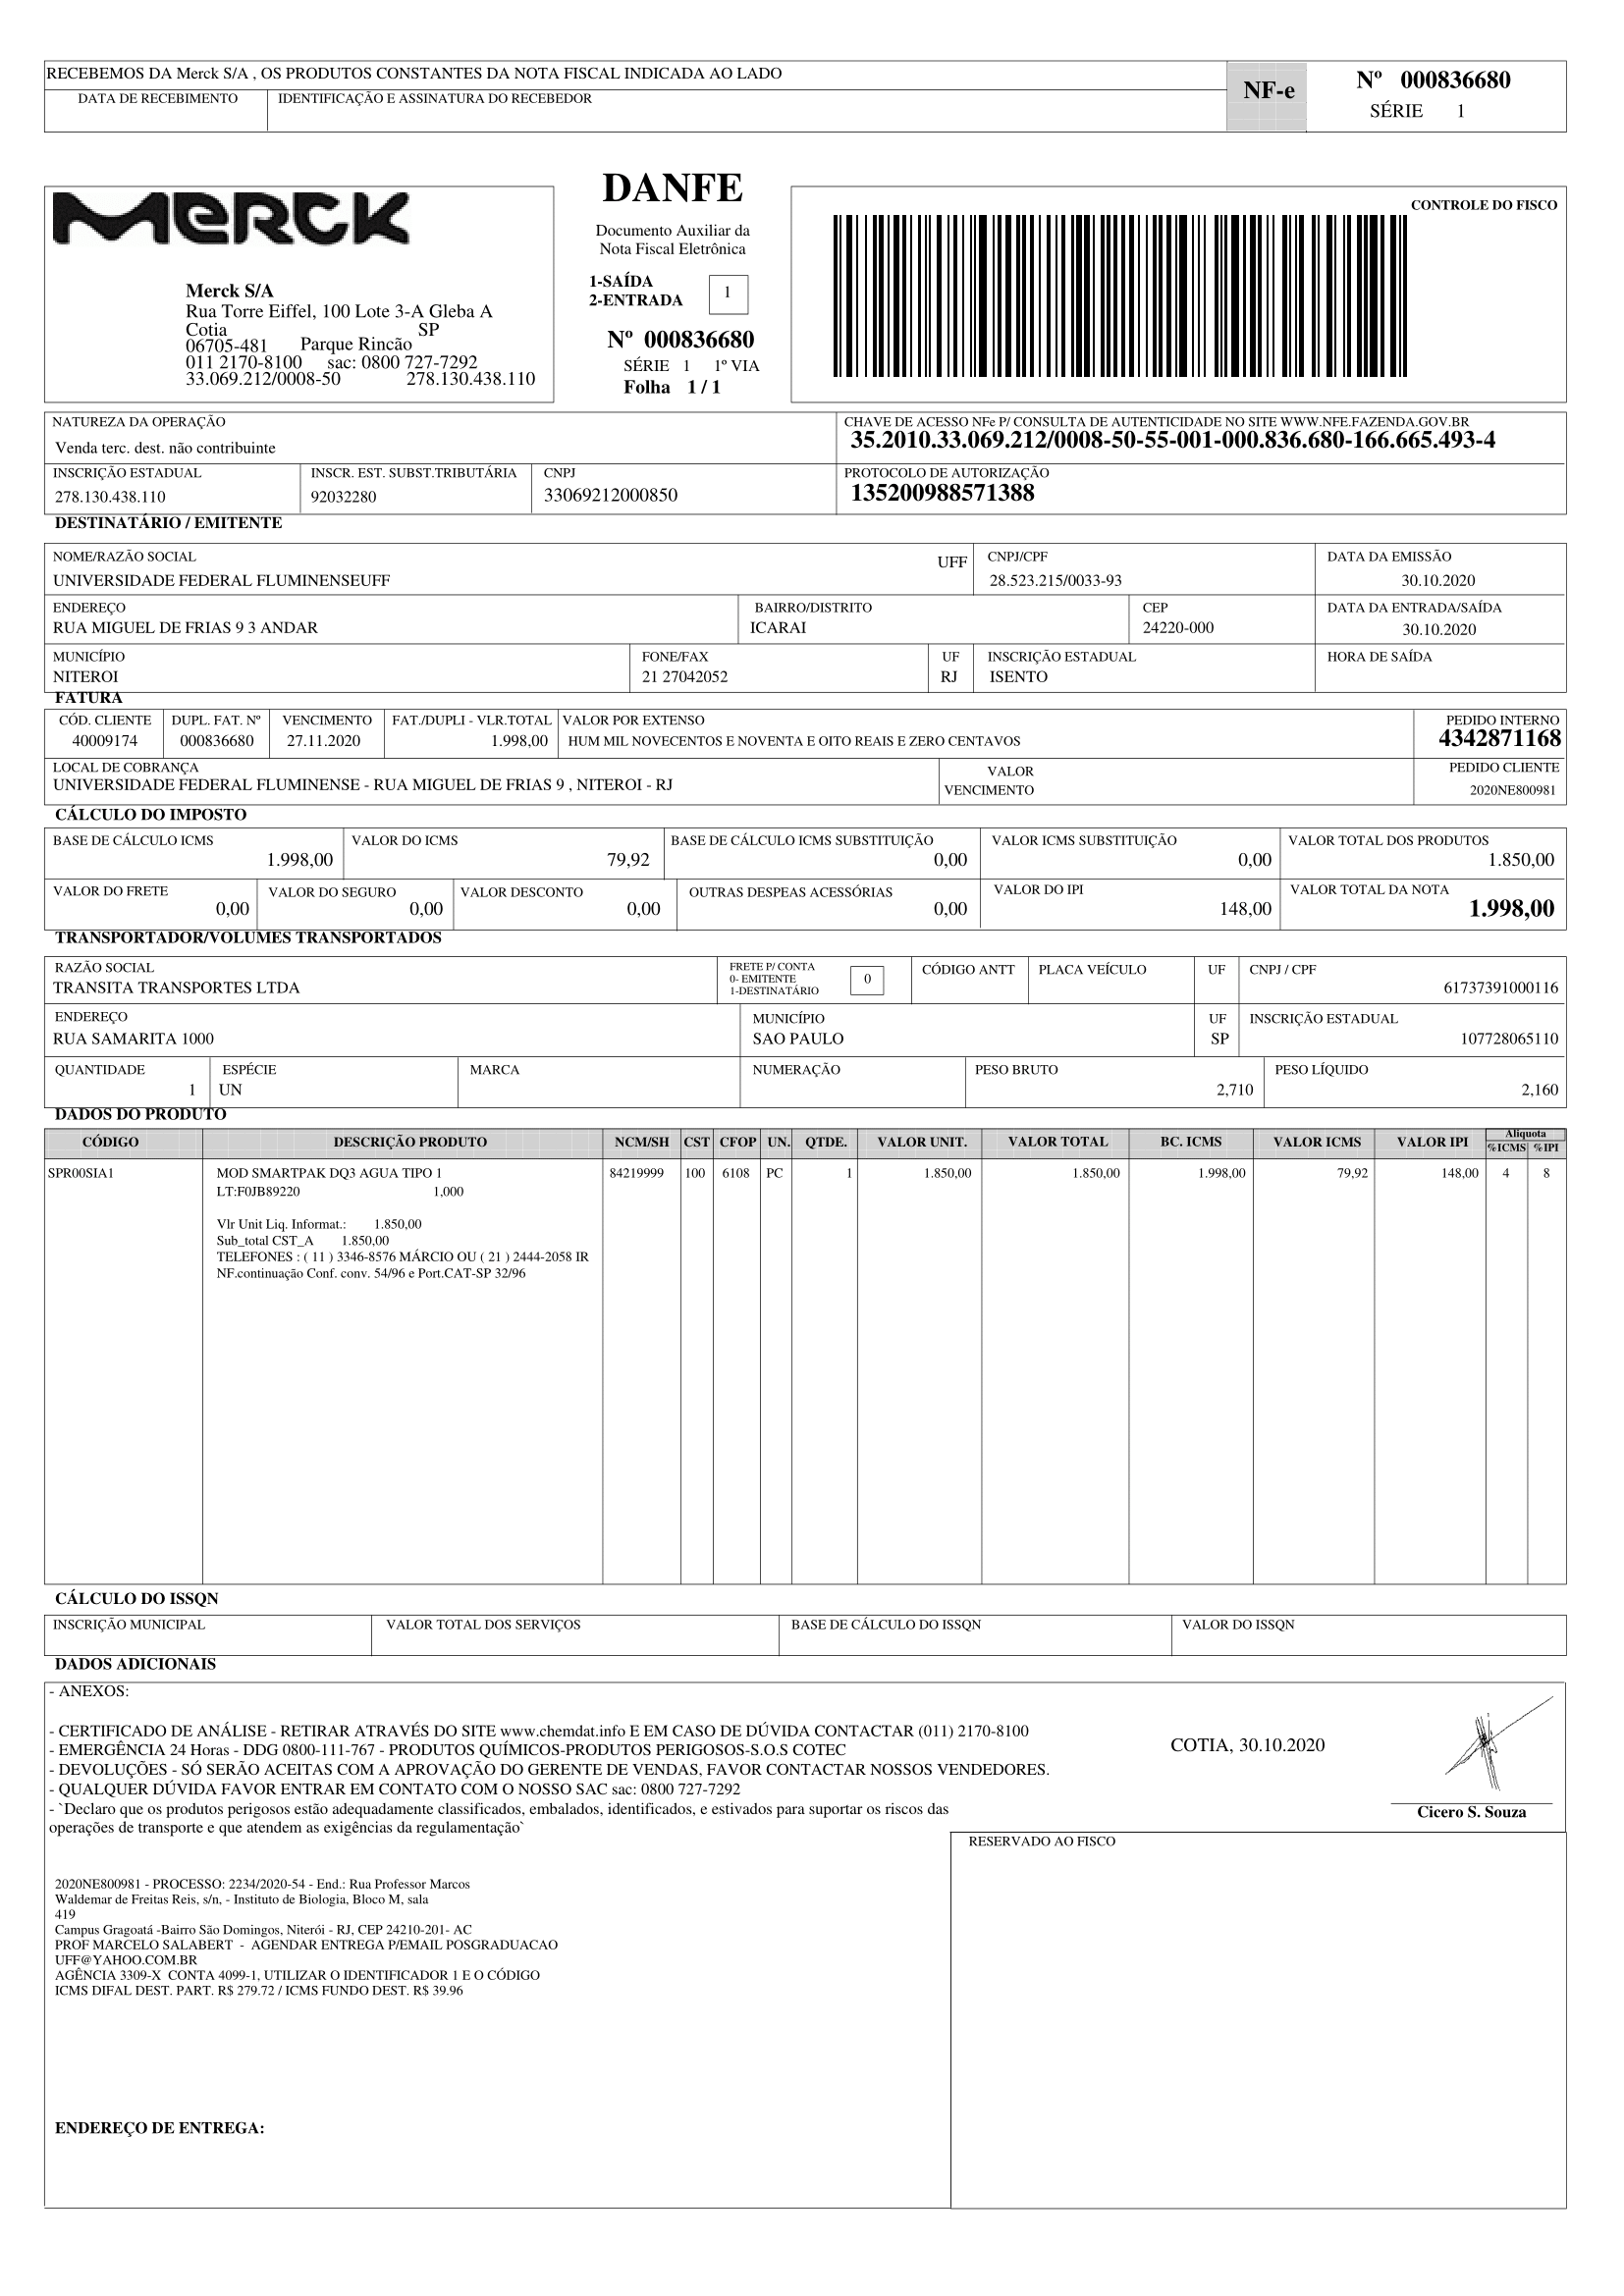 RECEBEMOS DA Merck S/A , OS PRODUTOS CONSTANTES DA NOTA FISCAL INDICADA AO LADO
DATA DE RECEBIMENTO IDENTIFICAÇÃO E ASSINATURA DO RECEBEDOR
NF-e
Nº 000836680
SÉRIE 1
MERCK
Merck S/A
Rua Torre Eiffel, 100 Lote 3-A Gleba A
Cotia SP
06705-481 Parque Rincão
011 2170-8100 sac: 0800 727-7292
33.069.212/0008-50 278.130.438.110
DANFE
Documento Auxiliar da
Nota Fiscal Eletrônica
1-SAÍDA
2-ENTRADA
1
Nº 000836680
SÉRIE 1 1º VIA
Folha 1 / 1
CONTROLE DO FISCO
NATUREZA DA OPERAÇÃO
Venda terc. dest. não contribuinte
CHAVE DE ACESSO NFe P/ CONSULTA DE AUTENTICIDADE NO SITE WWW.NFE.FAZENDA.GOV.BR
35.2010.33.069.212/0008-50-55-001-000.836.680-166.665.493-4
INSCRIÇÃO ESTADUAL INSCR. EST. SUBST.TRIBUTÁRIA CNPJ PROTOCOLO DE AUTORIZAÇÃO
278.130.438.110 92032280 33069212000850 135200988571388
DESTINATÁRIO / EMITENTE
NOME/RAZÃO SOCIAL UFF CNPJ/CPF DATA DA EMISSÃO
UNIVERSIDADE FEDERAL FLUMINENSEUFF 28.523.215/0033-93 30.10.2020
ENDEREÇO BAIRRO/DISTRITO CEP DATA DA ENTRADA/SAÍDA
RUA MIGUEL DE FRIAS 9 3 ANDAR ICARAI 24220-000 30.10.2020
MUNICÍPIO FONE/FAX UF INSCRIÇÃO ESTADUAL HORA DE SAÍDA
NITEROI 21 27042052 RJ ISENTO
FATURA
CÓD. CLIENTE DUPL. FAT. Nº VENCIMENTO FAT./DUPLI - VLR.TOTAL VALOR POR EXTENSO PEDIDO INTERNO
40009174 000836680 27.11.2020 1.998,00 HUM MIL NOVECENTOS E NOVENTA E OITO REAIS E ZERO CENTAVOS 4342871168
LOCAL DE COBRANÇA VALOR PEDIDO CLIENTE
UNIVERSIDADE FEDERAL FLUMINENSE - RUA MIGUEL DE FRIAS 9 , NITEROI - RJ VENCIMENTO 2020NE800981
CÁLCULO DO IMPOSTO
BASE DE CÁLCULO ICMS VALOR DO ICMS BASE DE CÁLCULO ICMS SUBSTITUIÇÃO VALOR ICMS SUBSTITUIÇÃO VALOR TOTAL DOS PRODUTOS
1.998,00 79,92 0,00 0,00 1.850,00
VALOR DO FRETE VALOR DO SEGURO VALOR DESCONTO OUTRAS DESPEAS ACESSÓRIAS VALOR DO IPI VALOR TOTAL DA NOTA
0,00 0,00 0,00 0,00 148,00 1.998,00
TRANSPORTADOR/VOLUMES TRANSPORTADOS
RAZÃO SOCIAL FRETE P/ CONTA CÓDIGO ANTT PLACA VEÍCULO UF CNPJ / CPF
0- EMITENTE 0
TRANSITA TRANSPORTES LTDA 1-DESTINATÁRIO 61737391000116
ENDEREÇO MUNICÍPIO UF INSCRIÇÃO ESTADUAL
RUA SAMARITA 1000 SAO PAULO SP 107728065110
QUANTIDADE ESPÉCIE MARCA NUMERAÇÃO PESO BRUTO PESO LÍQUIDO
1 UN 2,710 2,160
DADOS DO PRODUTO
CÓDIGO DESCRIÇÃO PRODUTO NCM/SH CST CFOP UN. QTDE. VALOR UNIT. VALOR TOTAL BC. ICMS VALOR ICMS VALOR IPI Aliquota
%ICMS %IPI
SPR00SIA1 MOD SMARTPAK DQ3 AGUA TIPO 1 84219999 100 6108 PC 1 1.850,00 1.850,00 1.998,00 79,92 148,00 4 8
LT:F0JB89220 1,000
Vlr Unit Liq. Informat.: 1.850,00
Sub_total CST_A 1.850,00
TELEFONES : ( 11 ) 3346-8576 MÁRCIO OU ( 21 ) 2444-2058 IR
NF.continuação Conf. conv. 54/96 e Port.CAT-SP 32/96
CÁLCULO DO ISSQN
INSCRIÇÃO MUNICIPAL VALOR TOTAL DOS SERVIÇOS BASE DE CÁLCULO DO ISSQN VALOR DO ISSQN
DADOS ADICIONAIS
- ANEXOS:
- CERTIFICADO DE ANÁLISE - RETIRAR ATRAVÉS DO SITE www.chemdat.info E EM CASO DE DÚVIDA CONTACTAR (011) 2170-8100
- EMERGÊNCIA 24 Horas - DDG 0800-111-767 - PRODUTOS QUÍMICOS-PRODUTOS PERIGOSOS-S.O.S COTEC
- DEVOLUÇÕES - SÓ SERÃO ACEITAS COM A APROVAÇÃO DO GERENTE DE VENDAS, FAVOR CONTACTAR NOSSOS VENDEDORES.
- QUALQUER DÚVIDA FAVOR ENTRAR EM CONTATO COM O NOSSO SAC sac: 0800 727-7292
- `Declaro que os produtos perigosos estão adequadamente classificados, embalados, identificados, e estivados para suportar os riscos das
operações de transporte e que atendem as exigências da regulamentação`
COTIA, 30.10.2020
Cicero S. Souza
RESERVADO AO FISCO
2020NE800981 - PROCESSO: 2234/2020-54 - End.: Rua Professor Marcos
Waldemar de Freitas Reis, s/n, - Instituto de Biologia, Bloco M, sala
419
Campus Gragoatá -Bairro São Domingos, Niterói - RJ, CEP 24210-201- AC
PROF MARCELO SALABERT - AGENDAR ENTREGA P/EMAIL POSGRADUACAO
UFF@YAHOO.COM.BR
AGÊNCIA 3309-X CONTA 4099-1, UTILIZAR O IDENTIFICADOR 1 E O CÓDIGO
ICMS DIFAL DEST. PART. R$ 279.72 / ICMS FUNDO DEST. R$ 39.96
ENDEREÇO DE ENTREGA: